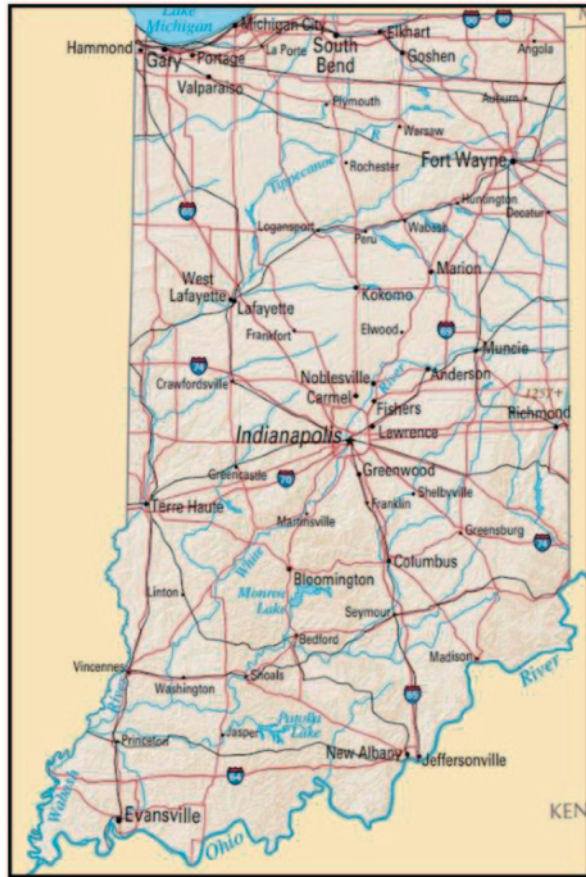 Lake
Michigan
Michigan City
Elkhart
90
80
Hammond
Gary
Portage
La Porte
South
Bend
Goshen
Angola
Valparaiso
Plymouth
Auburn
Warsaw
R
Tippecanoe
Rochester
Fort Wayne
Huntington
Decatur
65
Logansport
Peru
Wabash
Marion
West
Lafayette
Lafayette
Kokomo
Frankfort
Elwood
Muncie
74
Crawfordsville
Noblesville
River
Anderson
Carmel
1257+
Fishers
Richmond
Indianapolis
Lawrence
Greencastle
Greenwood
70
Shelbyville
Terre Haute
Franklin
Martinsville
Greensburg
74
White
Columbus
Bloomington
Linton
Monroe
Lake
Seymour
Bedford
Madison
Vincennes
Shoals
River
Washington
River
65
Patoka
Lake
Jasper
Princeton
New Albany
Jeffersonville
64
Wabash
Evansville
Ohio
KEN